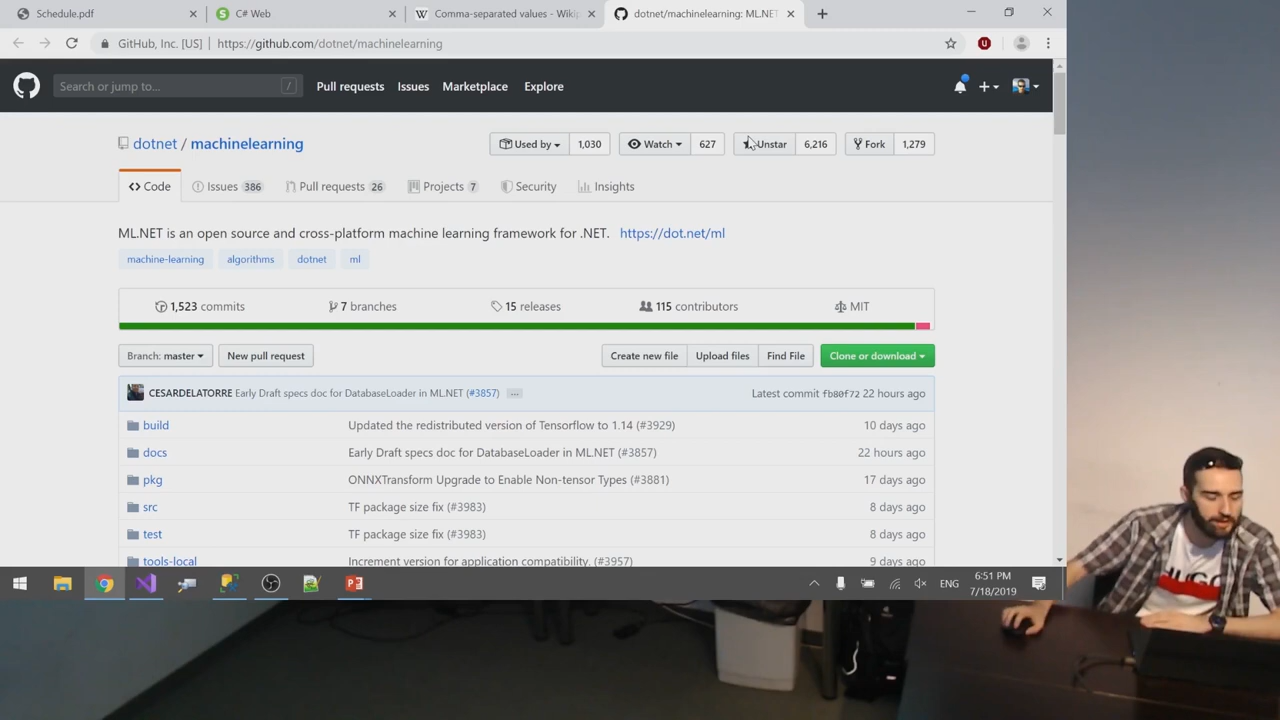 Schedule.pdf
C# Web
Comma-separated values - Wikip
dotnet/machinelearning: ML.NET
GitHub, Inc. [US]
https://github.com/dotnet/machinelearning
Search or jump to...
/
Pull requests
Issues
Marketplace
Explore
dotnet / machinelearning
Used by
1,030
Watch
627
Unstar
6,216
Fork
1,279
Code
Issues 386
Pull requests 26
Projects 7
Security
Insights
ML.NET is an open source and cross-platform machine learning framework for .NET. https://dot.net/ml
machine-learning
algorithms
dotnet
ml
1,523 commits
7 branches
15 releases
115 contributors
MIT
Branch: master
New pull request
Create new file
Upload files
Find File
Clone or download
CESARDELATORRE Early Draft specs doc for DatabaseLoader in ML.NET (#3857) ...
Latest commit fb80f72 22 hours ago
build Updated the redistributed version of Tensorflow to 1.14 (#3929) 10 days ago
docs Early Draft specs doc for DatabaseLoader in ML.NET (#3857) 22 hours ago
pkg ONNXTransform Upgrade to Enable Non-tensor Types (#3881) 17 days ago
src TF package size fix (#3983) 8 days ago
test TF package size fix (#3983) 8 days ago
tools-local Increment version for application compatibility. (#3957) 9 days ago
ENG
6:51 PM
7/18/2019